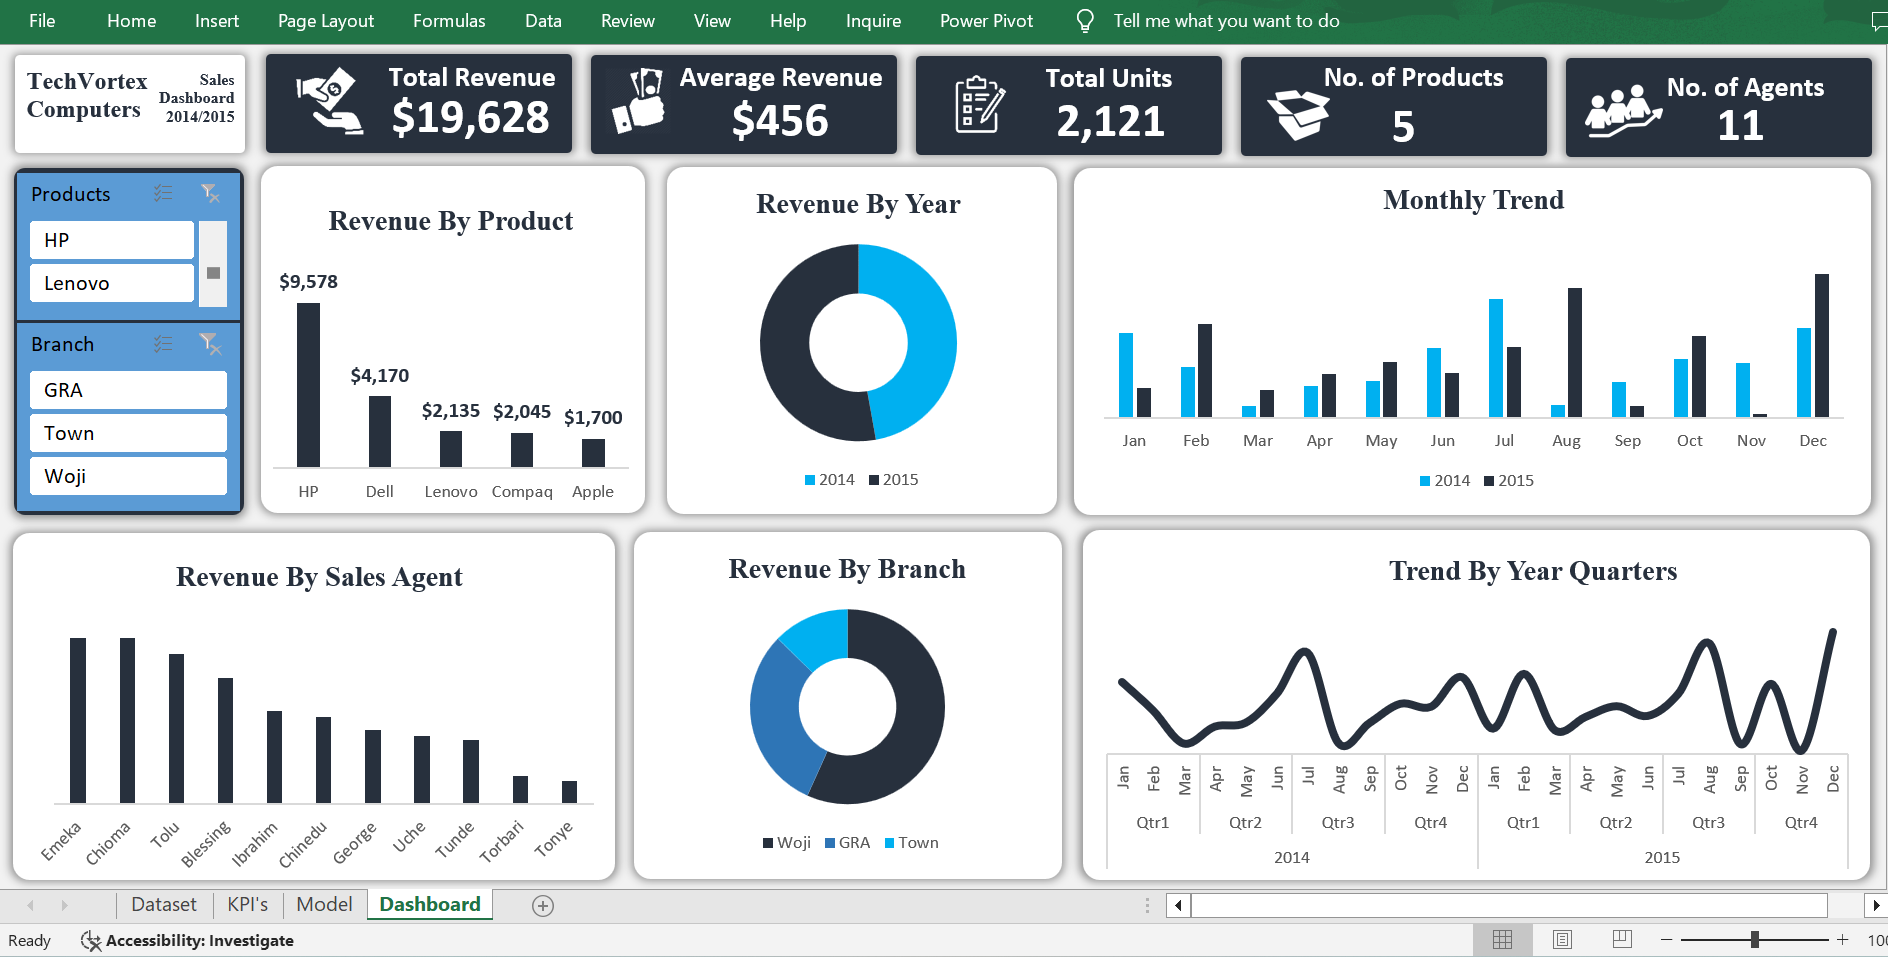 File Home Insert Page Layout Formulas Data Review View Help Inquire Power Pivot Tell me what you want to do
TechVortex
Computers
Sales
Dashboard
2014/2015
Total Revenue
$19,628
Average Revenue
$456
Total Units
2,121
No. of Products
5
No. of Agents
11
Products
HP
Lenovo
Branch
GRA
Town
Woji
Revenue By Product
$9,578
$4,170
$2,135
$2,045
$1,700
HP Dell Lenovo Compaq Apple
Revenue By Year
2014 2015
Monthly Trend
Jan Feb Mar Apr May Jun Jul Aug Sep Oct Nov Dec
2014 2015
Revenue By Sales Agent
Emeka Chioma Tolu Blessing Ibrahim Chinedu George Uche Tunde Torbari Tonye
Revenue By Branch
Woji GRA Town
Trend By Year Quarters
Jan Feb Mar Apr May Jun Jul Aug Sep Oct Nov Dec Jan Feb Mar Apr May Jun Jul Aug Sep Oct Nov Dec
Qtr1 Qtr2 Qtr3 Qtr4 Qtr1 Qtr2 Qtr3 Qtr4
2014 2015
Dataset KPI's Model Dashboard
Ready Accessibility: Investigate